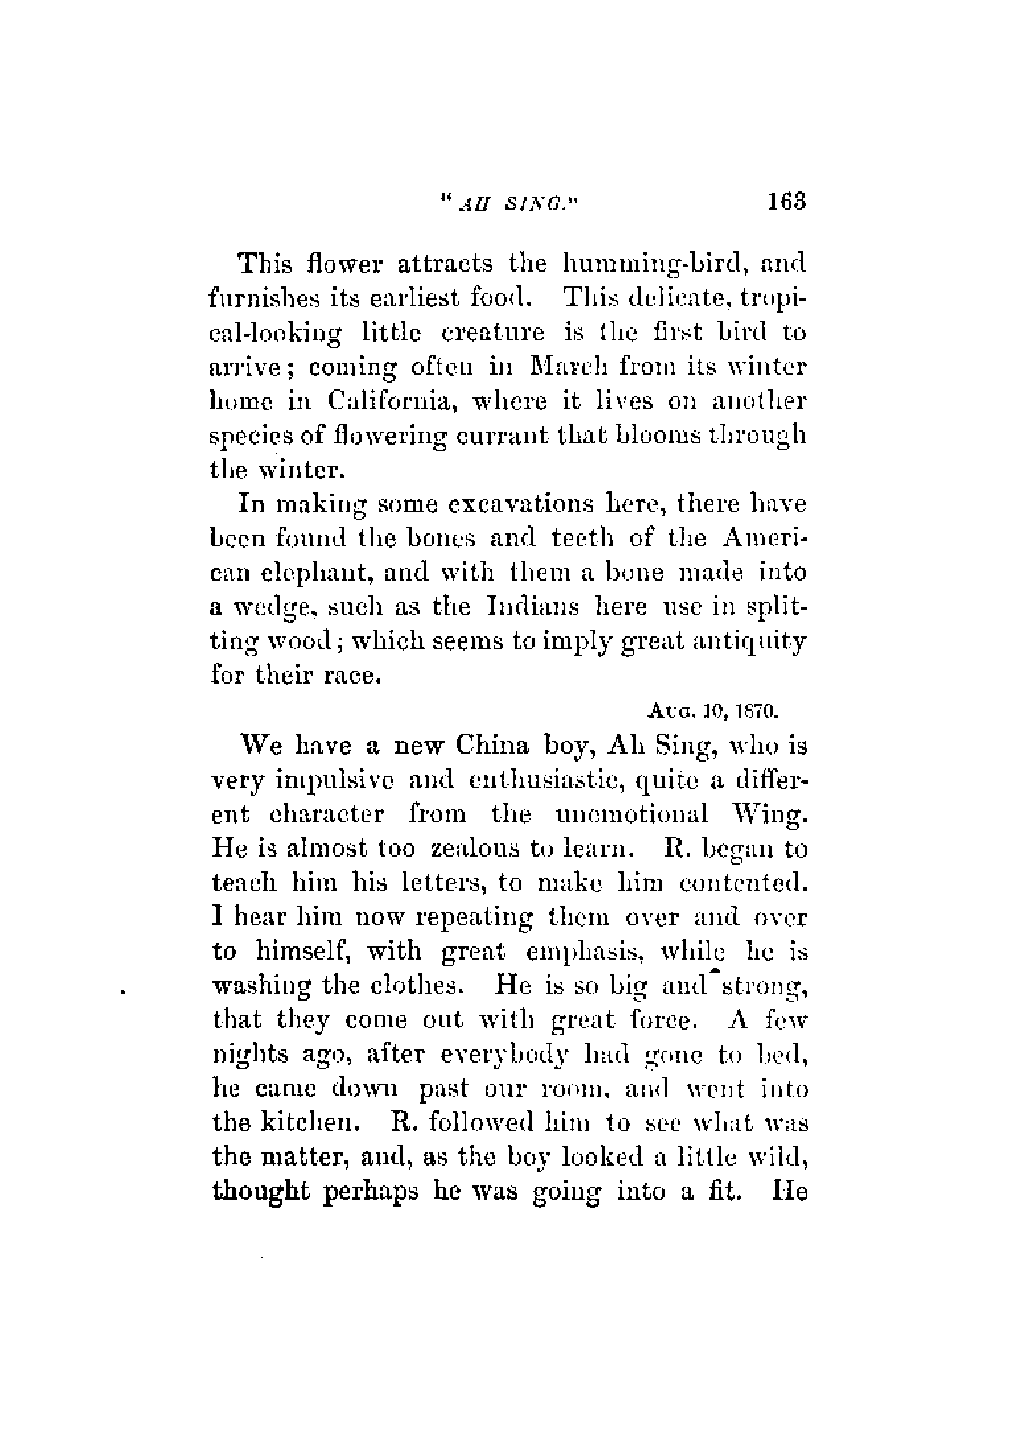 "AH SING." 163
This flower attracts the humming-bird, and
furnishes its earliest food. This delicate, tropi-
cal-looking little creature is the first bird to
arrive; coming often in March from its winter
home in California, where it lives on another
species of flowering currant that blooms through
the winter.
In making some excavations here, there have
been found the bones and teeth of the Ameri-
can elephant, and with them a bone made into
a wedge, such as the Indians here use in split-
ting wood; which seems to imply great antiquity
for their race.
AUG. 10, 1870.
We have a new China boy, Ah Sing, who is
very impulsive and enthusiastic, quite a differ-
ent character from the unemotional Wing.
He is almost too zealous to learn. R. began to
teach him his letters, to make him contented.
I hear him now repeating them over and over
to himself, with great emphasis, while he is
washing the clothes. He is so big and strong,
that they come out with great force. A few
nights ago, after everybody had gone to bed,
he came down past our room, and went into
the kitchen. R. followed him to see what was
the matter, and, as the boy looked a little wild,
thought perhaps he was going into a fit. He